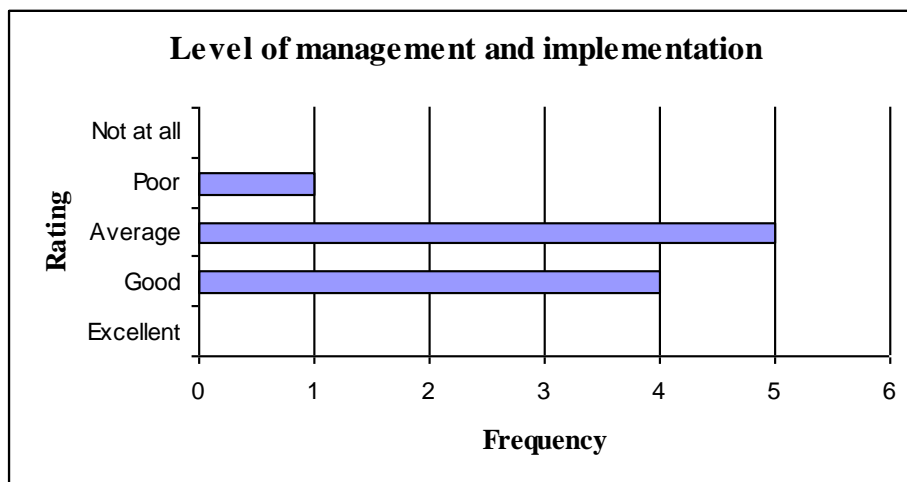 Level of management and implementation
Rating
Not at all
Poor
Average
Good
Excellent
0 1 2 3 4 5 6
Frequency